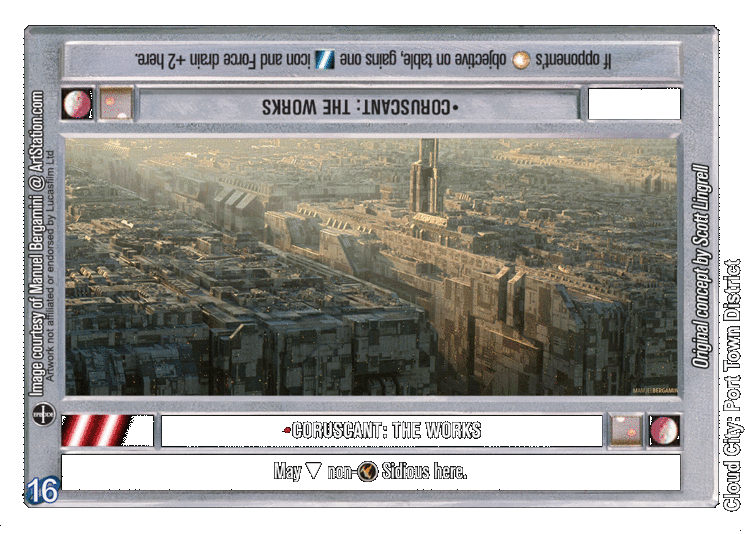 If opponent's objective on table, gains one icon and Force drain +2 here.
•CORUSCANT: THE WORKS
Image courtesy of Manuel Bergamini @ ArtStation.com
Artwork not affiliated or endorsed by Lucasfilm Ltd
Original concept by Scott Lingrell
Cloud City: Port Town District
MANUELBERGAMINI
EPISODE I
•CORUSCANT: THE WORKS
May ▽ non- Sidious here.
16